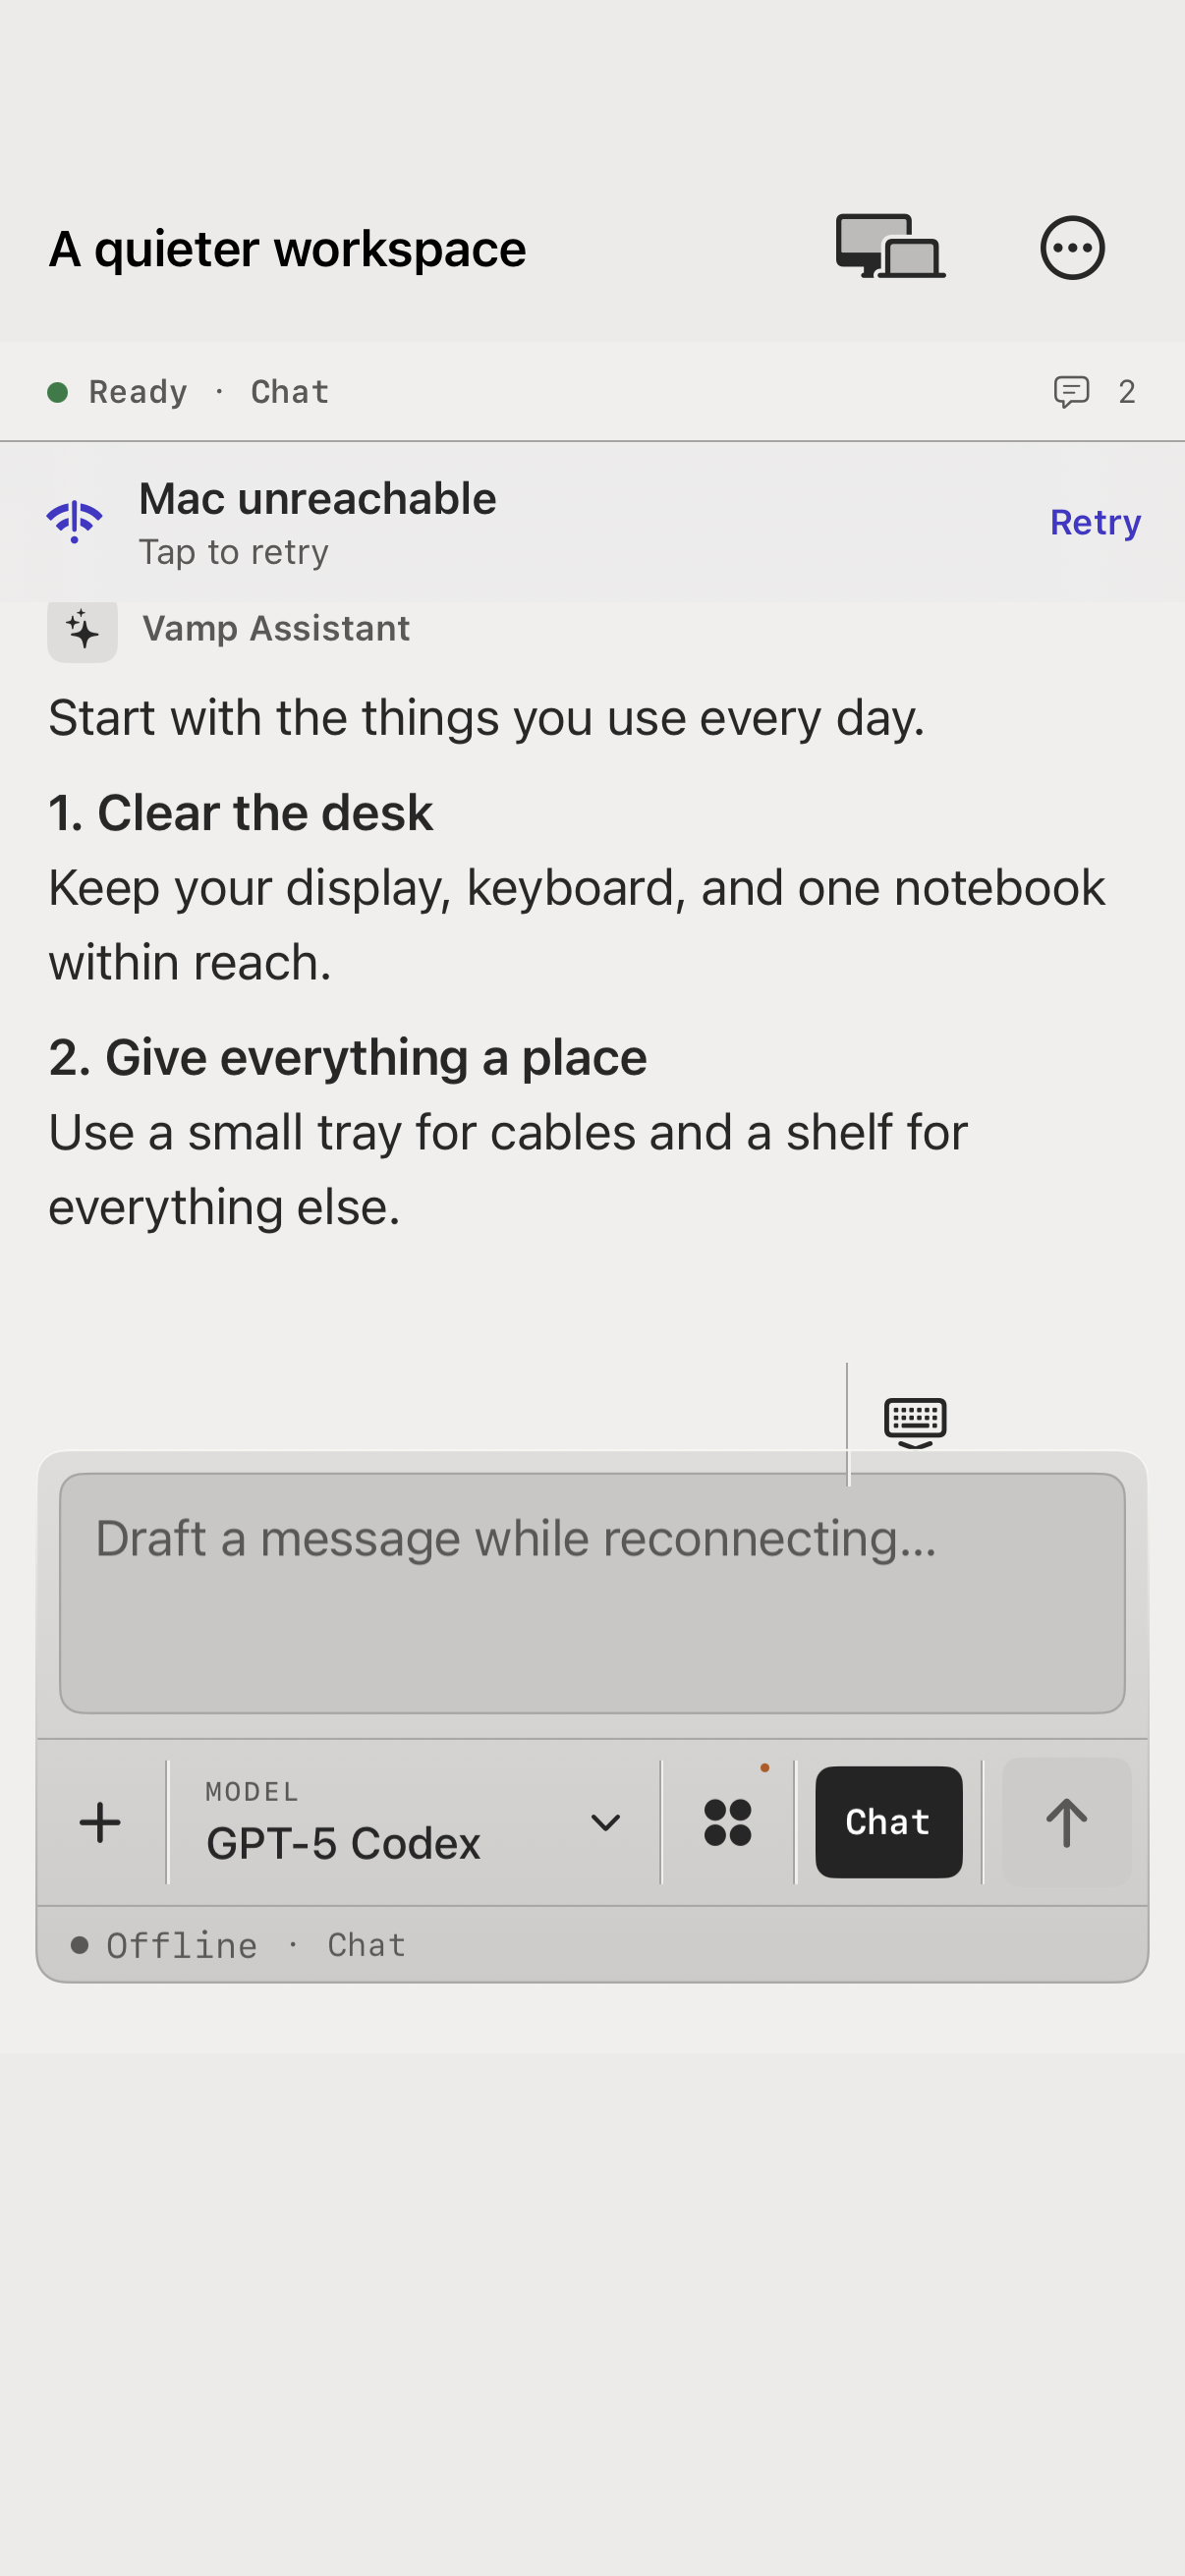 A quieter workspace
Ready · Chat
2
Mac unreachable
Tap to retry
Retry
Vamp Assistant
Start with the things you use every day.
1. Clear the desk
Keep your display, keyboard, and one notebook
within reach.
2. Give everything a place
Use a small tray for cables and a shelf for
everything else.
Draft a message while reconnecting...
MODEL
GPT-5 Codex
Chat
Offline · Chat